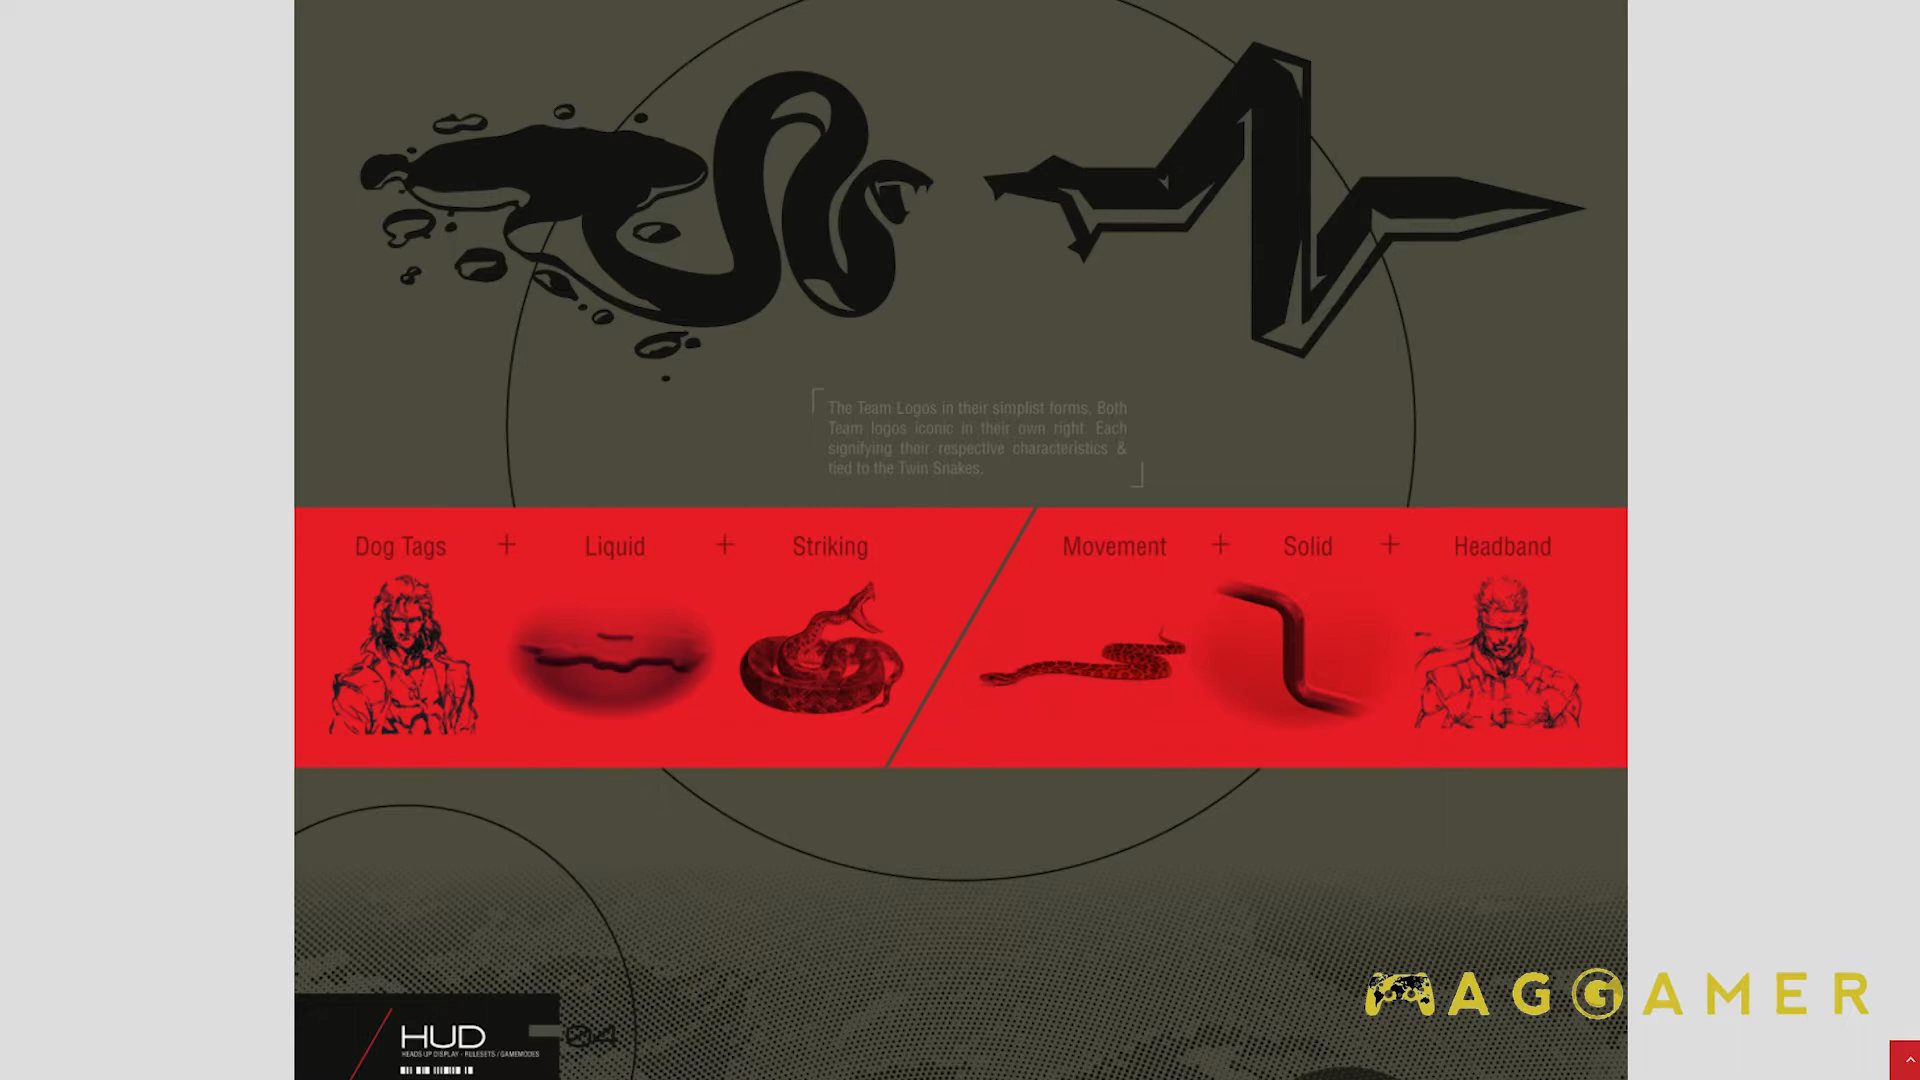 The Team Logos in their simplist forms. Both
Team logos iconic in their own right. Each
signifying their respective characteristics &
tied to the Twin Snakes.
Dog Tags + Liquid + Striking
Movement + Solid + Headband
HUD
04
HEADS UP DISPLAY - RULESETS / GAMEMODES
MAGGAMER